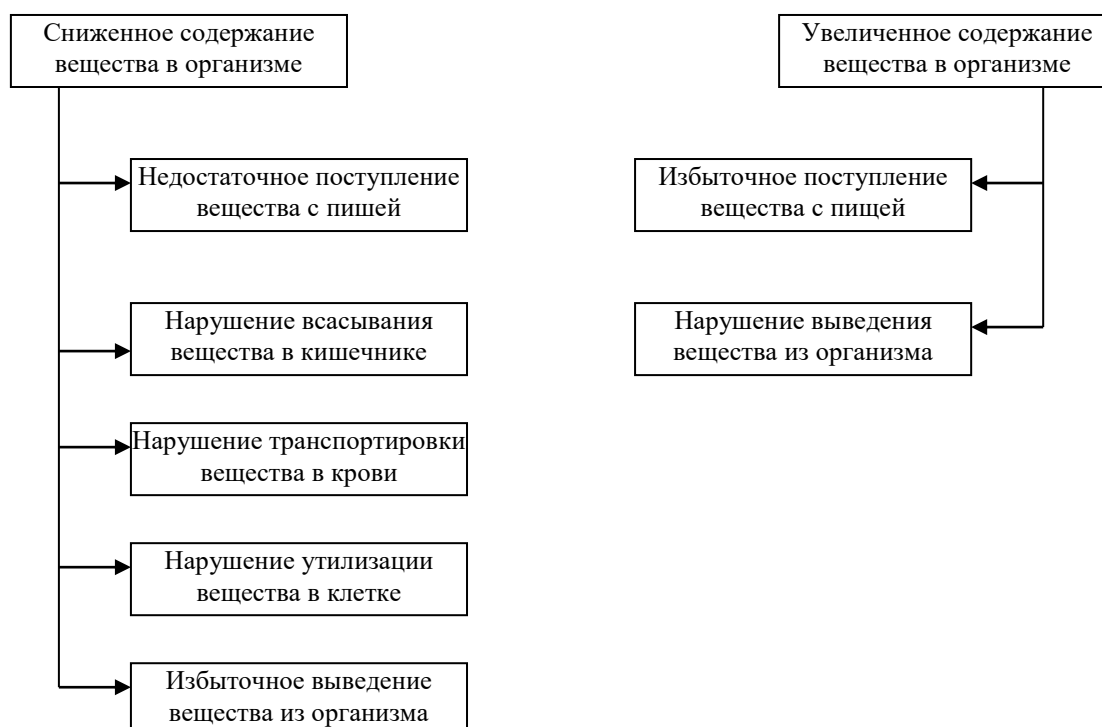 Сниженное содержание
вещества в организме
Увеличенное содержание
вещества в организме
Недостаточное поступление
вещества с пишей
Избыточное поступление
вещества с пищей
Нарушение всасывания
вещества в кишечнике
Нарушение выведения
вещества из организма
Нарушение транспортировки
вещества в крови
Нарушение утилизации
вещества в клетке
Избыточное выведение
вещества из организма